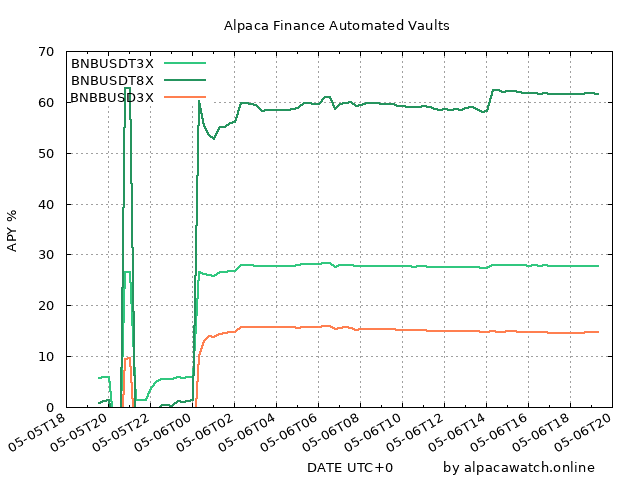 Alpaca Finance Automated Vaults
BNBUSDT3X
BNBUSDT8X
BNBBUSD3X
APY %
70
60
50
40
30
20
10
0
05-05T18
05-05T20
05-05T22
05-06T00
05-06T02
05-06T04
05-06T06
05-06T08
05-06T10
05-06T12
05-06T14
05-06T16
05-06T18
05-06T20
DATE UTC+0
by alpacawatch.online